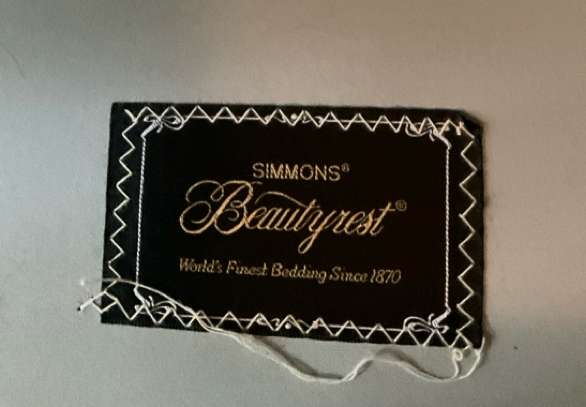 SIMMONS®
Beautyrest®
World's Finest Bedding Since 1870